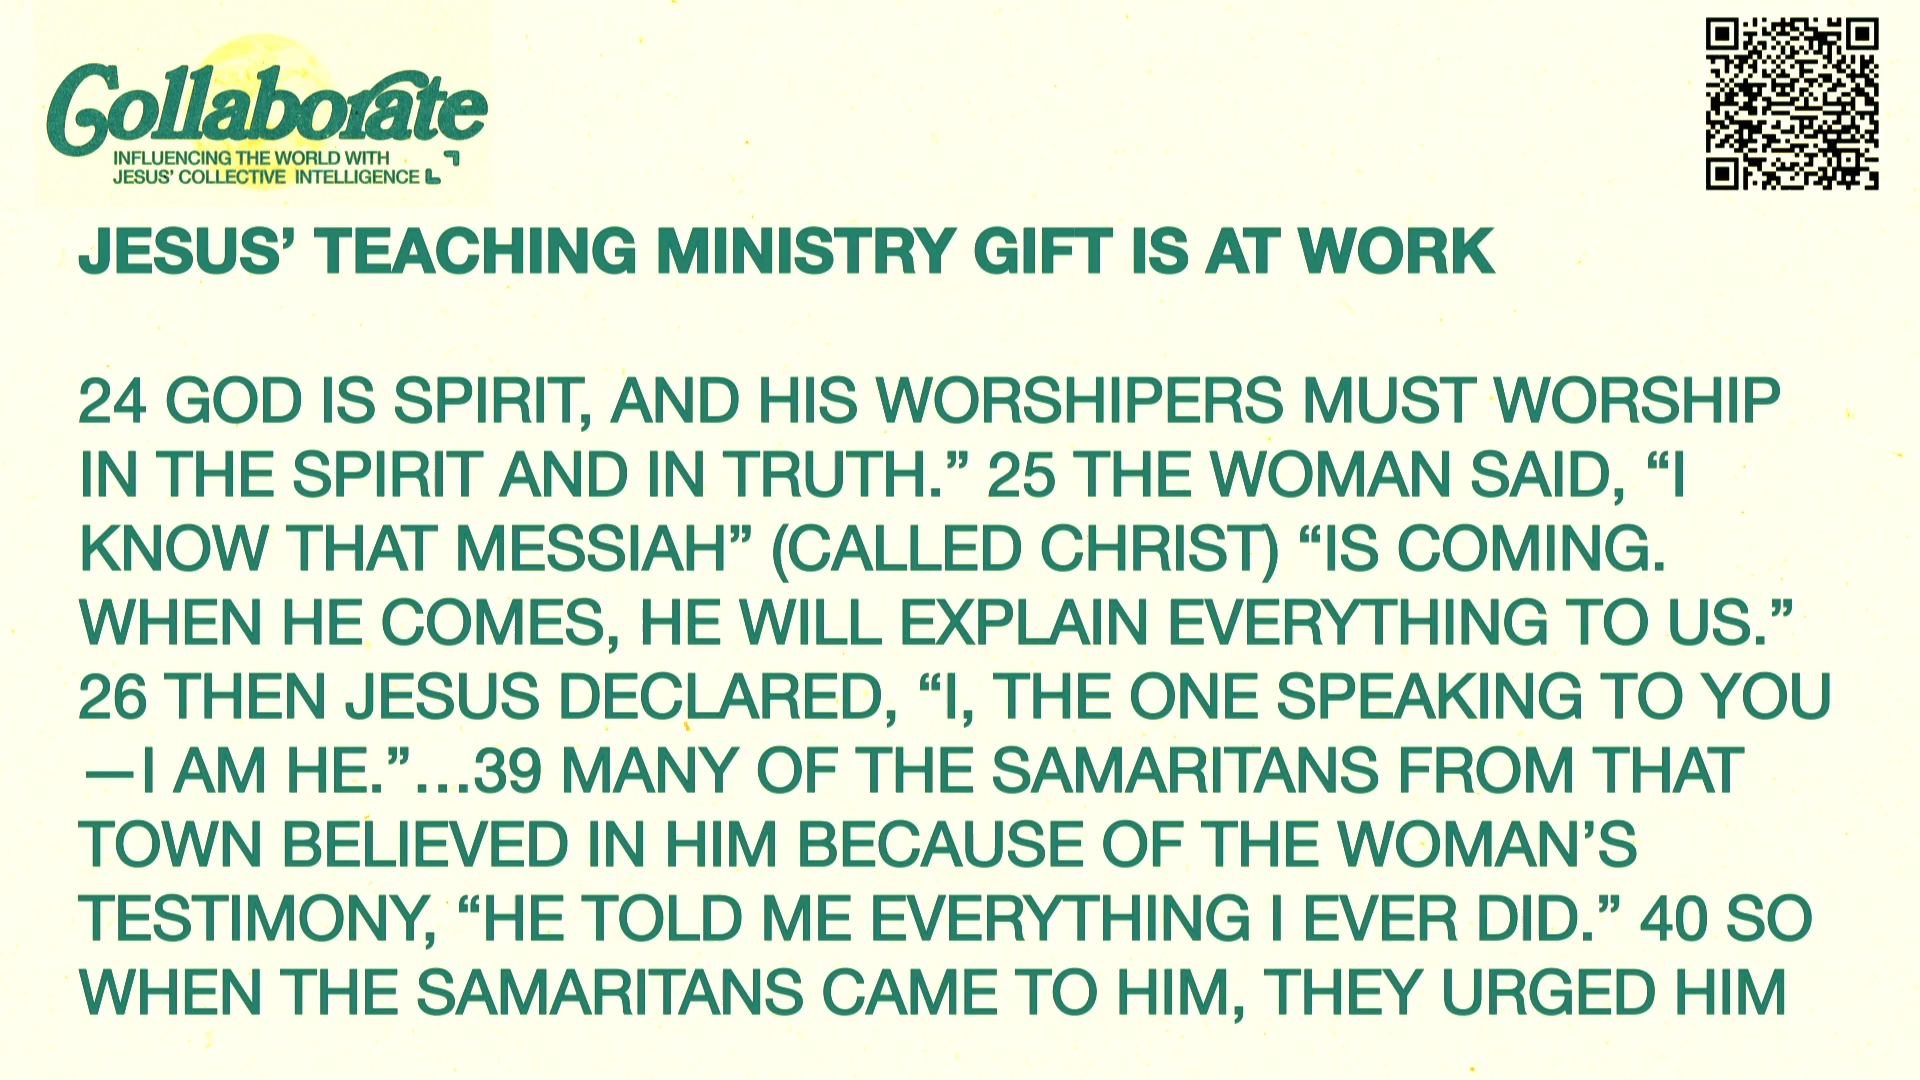 Collaborate
INFLUENCING THE WORLD WITH
JESUS’ COLLECTIVE INTELLIGENCE
JESUS’ TEACHING MINISTRY GIFT IS AT WORK
24 GOD IS SPIRIT, AND HIS WORSHIPERS MUST WORSHIP
IN THE SPIRIT AND IN TRUTH.” 25 THE WOMAN SAID, “I
KNOW THAT MESSIAH” (CALLED CHRIST) “IS COMING.
WHEN HE COMES, HE WILL EXPLAIN EVERYTHING TO US.”
26 THEN JESUS DECLARED, “I, THE ONE SPEAKING TO YOU
—I AM HE.”…39 MANY OF THE SAMARITANS FROM THAT
TOWN BELIEVED IN HIM BECAUSE OF THE WOMAN’S
TESTIMONY, “HE TOLD ME EVERYTHING I EVER DID.” 40 SO
WHEN THE SAMARITANS CAME TO HIM, THEY URGED HIM